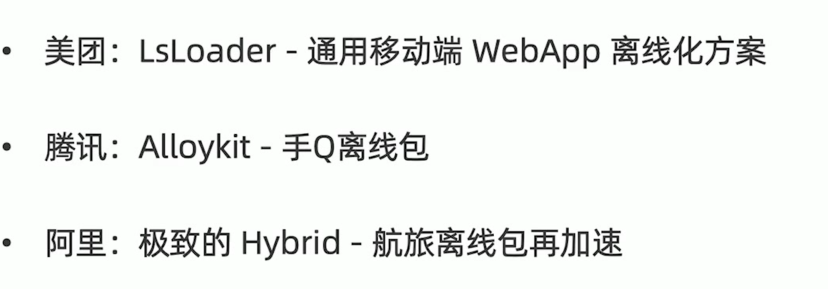 • 美团：LsLoader - 通用移动端 WebApp 离线化方案
• 腾讯：Alloykit - 手Q离线包
• 阿里：极致的 Hybrid - 航旅离线包再加速